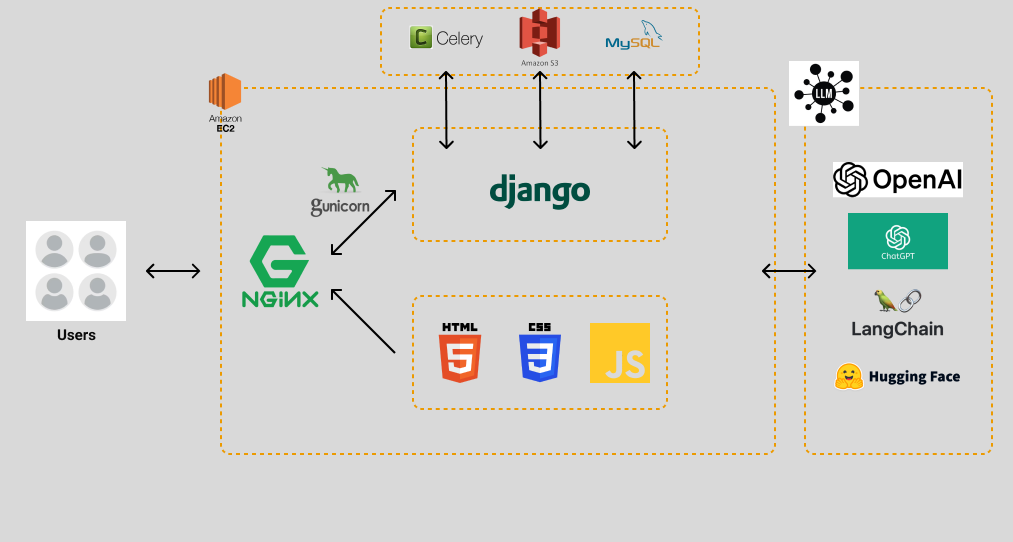 C Celery
Amazon S3
MySQL
Amazon
EC2
LLM
gunicorn
django
OpenAI
ChatGPT
NGiNX
Users
HTML
5
CSS
3
JS
LangChain
Hugging Face